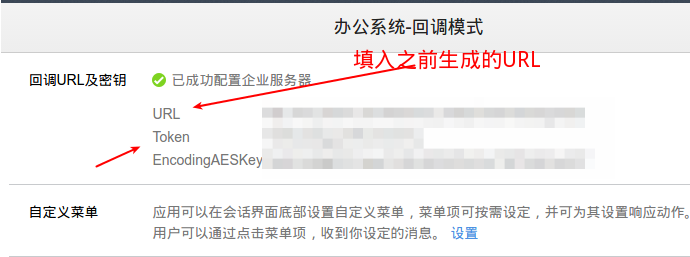 办公系统-回调模式
填入之前生成的URL
回调URL及密钥 已成功配置企业服务器
URL
Token
EncodingAESKey
自定义菜单 应用可以在会话界面底部设置自定义菜单，菜单项可按需设定，并可为其设置响应动作。
用户可以通过点击菜单项，收到你设定的消息。 设置